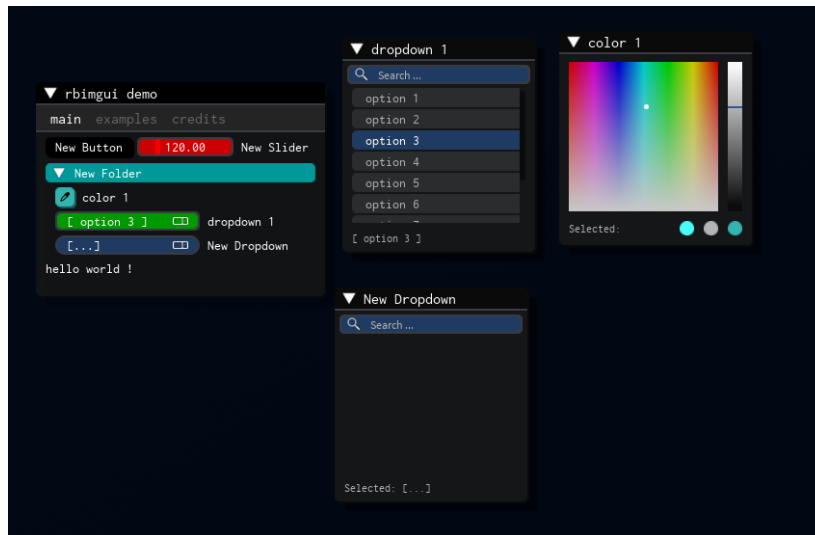 rbimgui demo
main examples credits
New Button 120.00 New Slider
New Folder
color 1
[ option 3 ] dropdown 1
[...] New Dropdown
hello world !
dropdown 1
Search ...
option 1
option 2
option 3
option 4
option 5
option 6
[ option 3 ]
color 1
Selected:
New Dropdown
Search ...
Selected: [...]